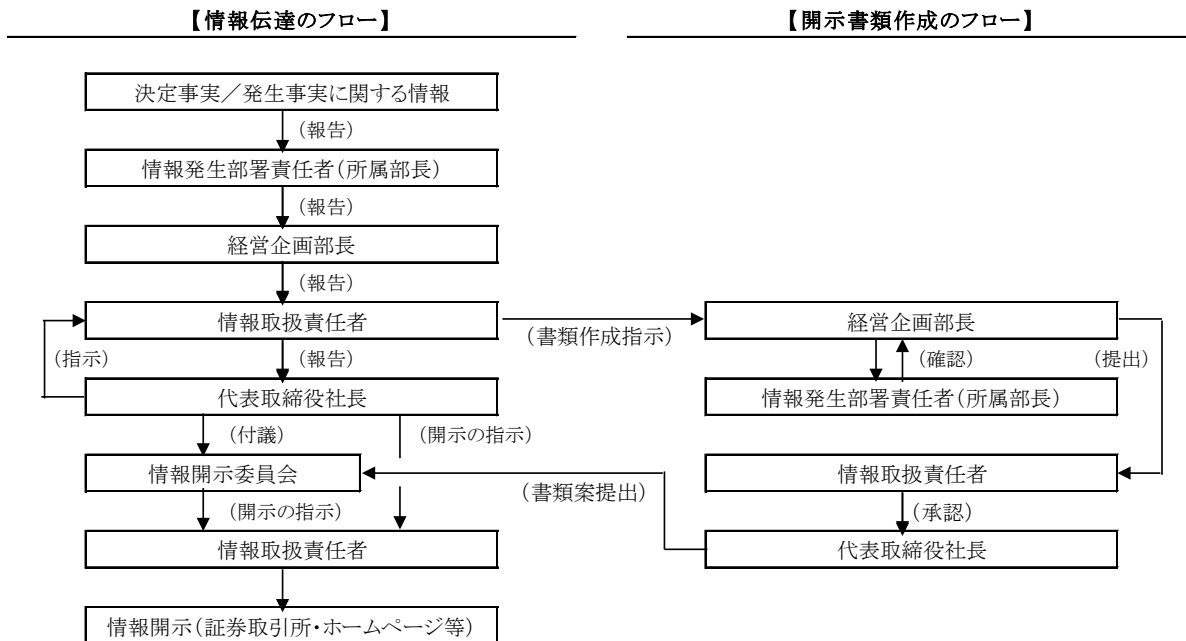 【情報伝達のフロー】
決定事実／発生事実に関する情報
（報告）
情報発生部署責任者（所属部長）
（報告）
経営企画部長
（報告）
情報取扱責任者
（指示）
（報告）
代表取締役社長
（付議）
（開示の指示）
情報開示委員会
（開示の指示）
情報取扱責任者
情報開示（証券取引所・ホームページ等）
【開示書類作成のフロー】
（書類作成指示）
経営企画部長
（確認）
（提出）
情報発生部署責任者（所属部長）
情報取扱責任者
（承認）
代表取締役社長
（書類案提出）